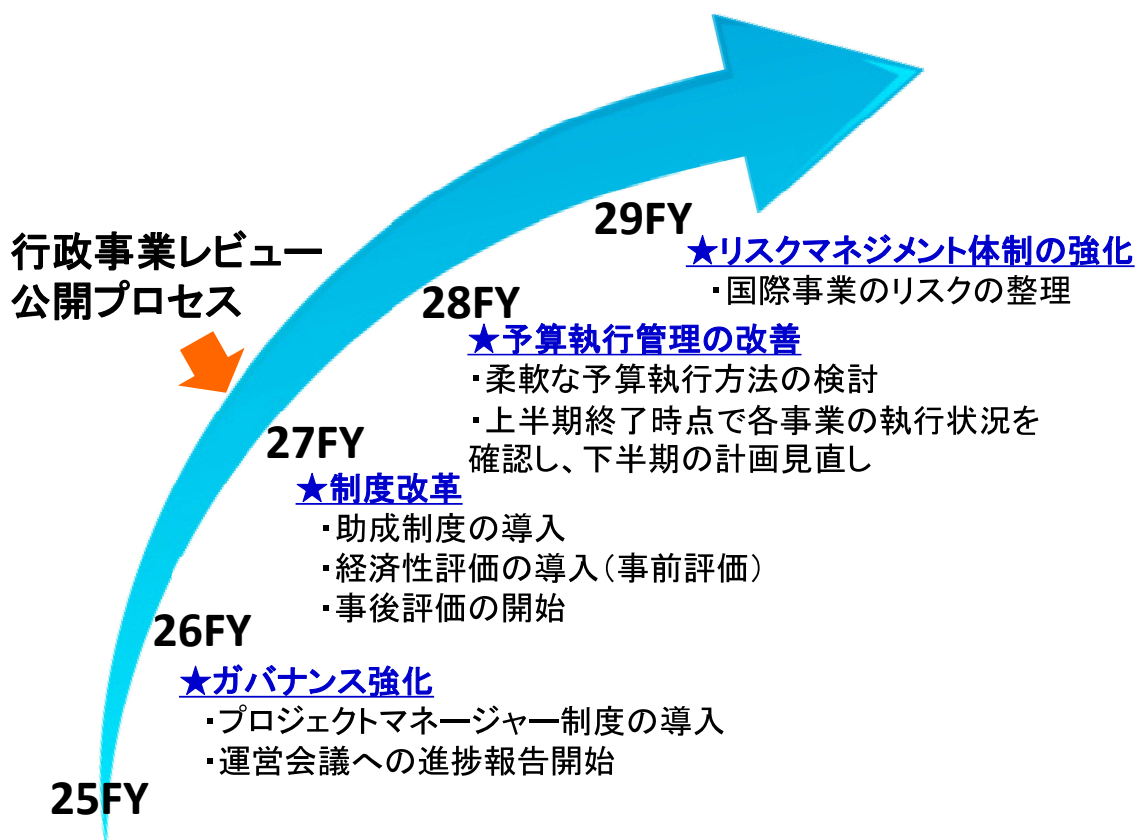 29FY
★リスクマネジメント体制の強化
・国際事業のリスクの整理
行政事業レビュー
公開プロセス
28FY
★予算執行管理の改善
・柔軟な予算執行方法の検討
・上半期終了時点で各事業の執行状況を
確認し、下半期の計画見直し
27FY
★制度改革
・助成制度の導入
・経済性評価の導入（事前評価）
・事後評価の開始
26FY
★ガバナンス強化
・プロジェクトマネージャー制度の導入
・運営会議への進捗報告開始
25FY